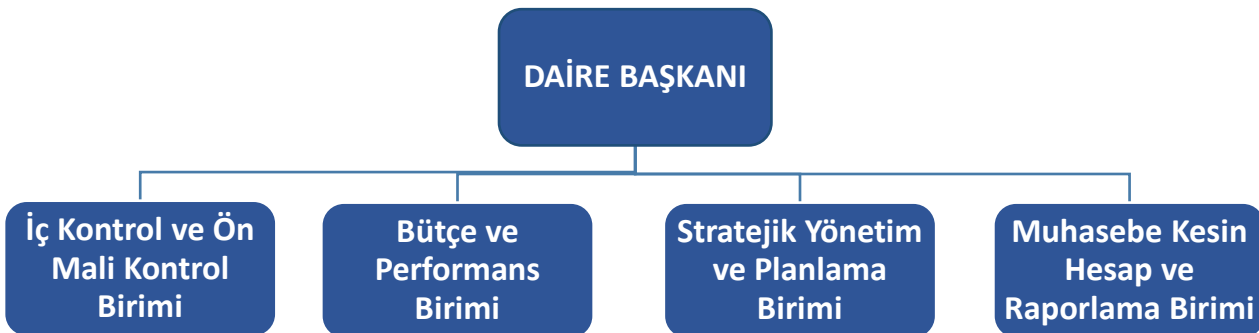 DAİRE BAŞKANI
İç Kontrol ve Ön
Mali Kontrol
Birimi
Bütçe ve
Performans
Birimi
Stratejik Yönetim
ve Planlama
Birimi
Muhasebe Kesin
Hesap ve
Raporlama Birimi